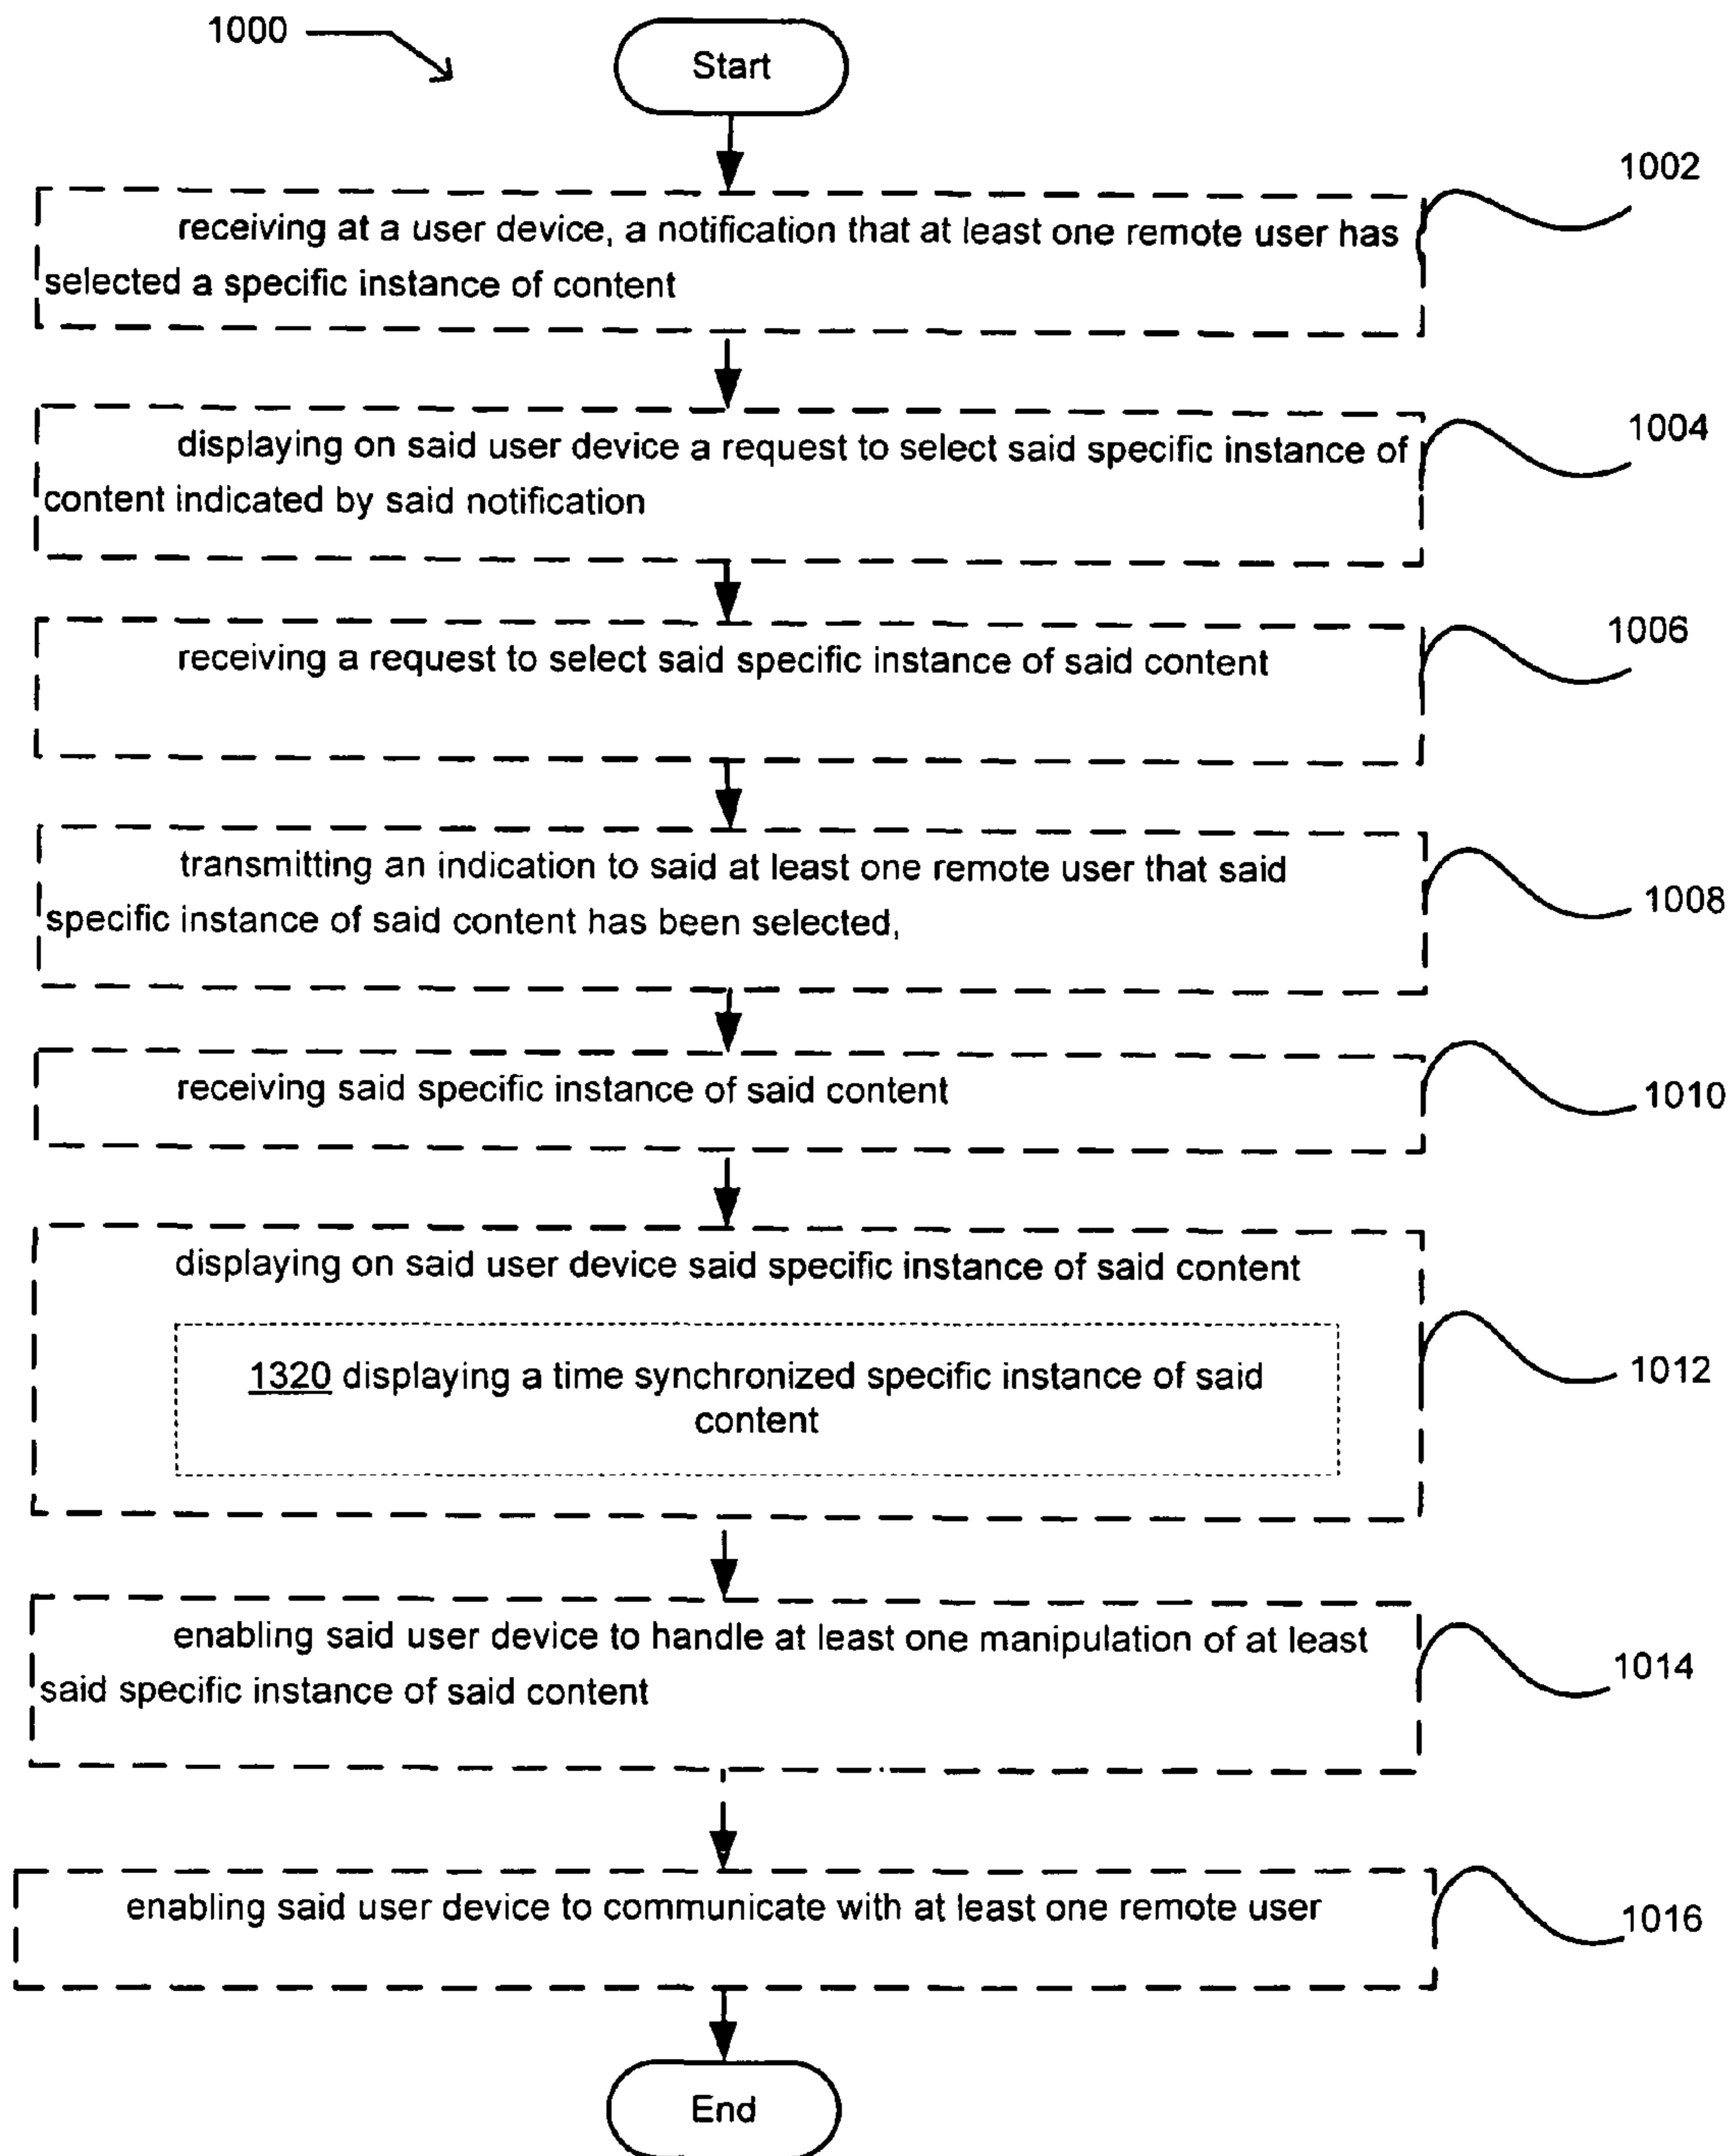 1000
Start
1002
receiving at a user device, a notification that at least one remote user has
selected a specific instance of content
1004
displaying on said user device a request to select said specific instance of
content indicated by said notification
1006
receiving a request to select said specific instance of said content
transmitting an indication to said at least one remote user that said
specific instance of said content has been selected,
1008
receiving said specific instance of said content
1010
displaying on said user device said specific instance of said content
1320 displaying a time synchronized specific instance of said
content
1012
enabling said user device to handle at least one manipulation of at least
said specific instance of said content
1014
enabling said user device to communicate with at least one remote user
1016
End